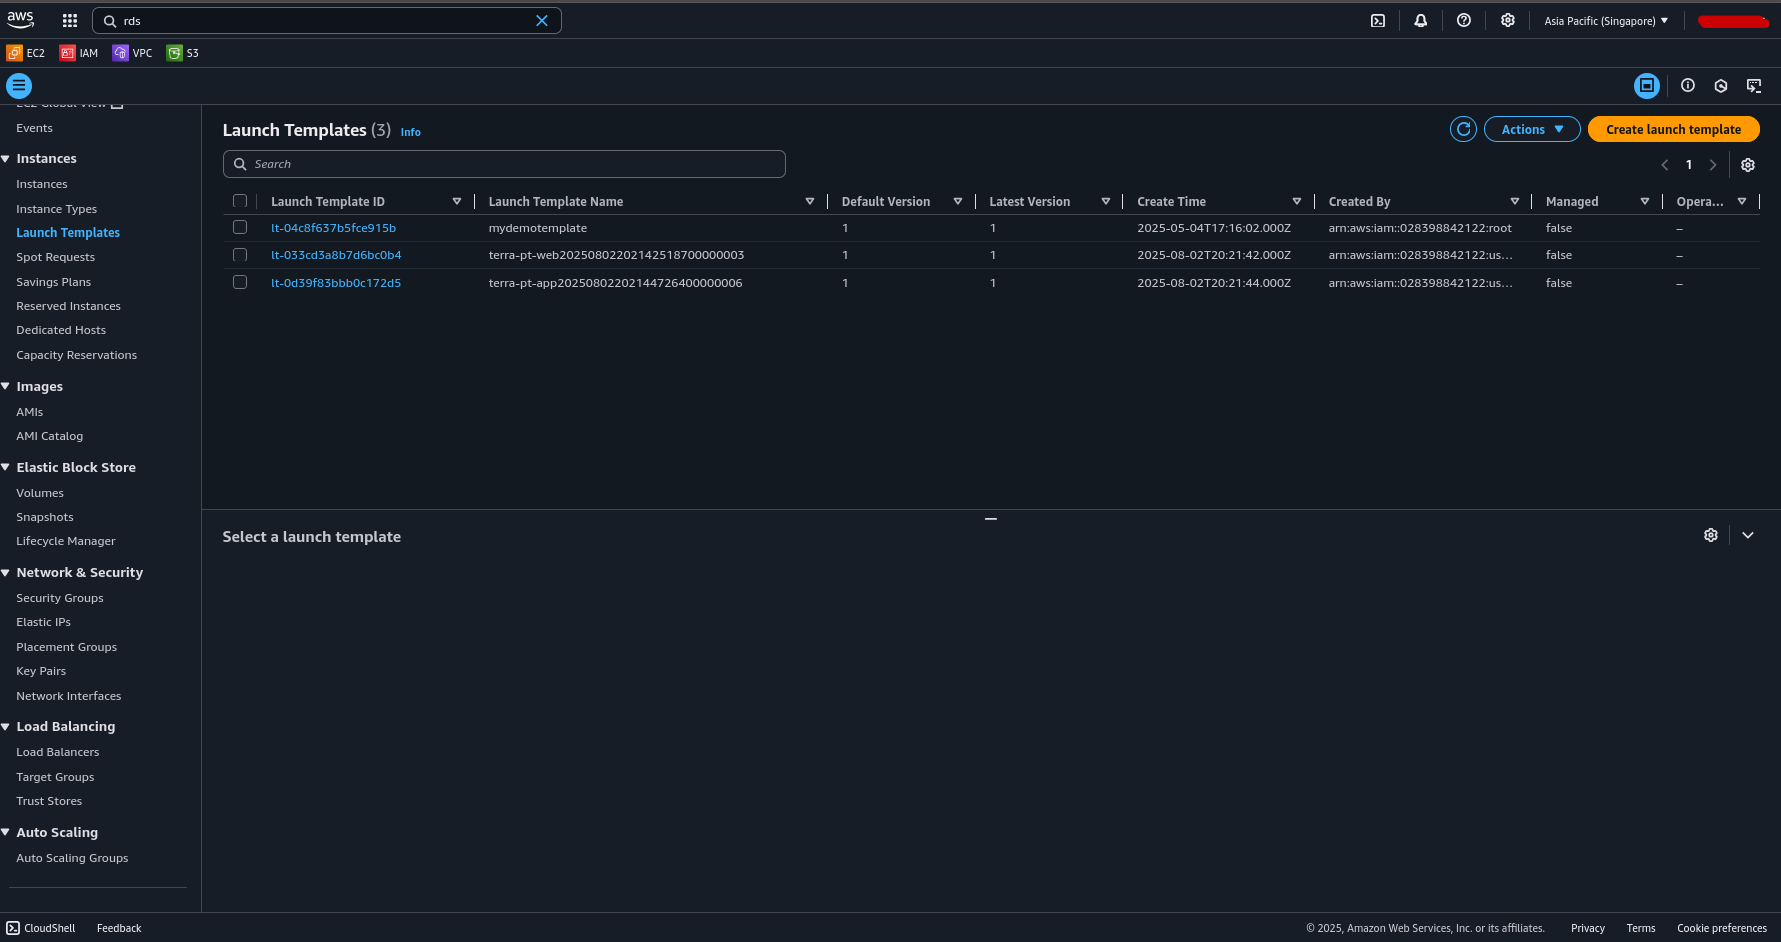 aws
rds
Asia Pacific (Singapore)
EC2
IAM
VPC
S3
EC2 Global View
Events
Instances
Instances
Instance Types
Launch Templates
Spot Requests
Savings Plans
Reserved Instances
Dedicated Hosts
Capacity Reservations
Images
AMIs
AMI Catalog
Elastic Block Store
Volumes
Snapshots
Lifecycle Manager
Network & Security
Security Groups
Elastic IPs
Placement Groups
Key Pairs
Network Interfaces
Load Balancing
Load Balancers
Target Groups
Trust Stores
Auto Scaling
Auto Scaling Groups
Launch Templates (3) Info
Actions
Create launch template
Search
1
Launch Template ID Launch Template Name Default Version Latest Version Create Time Created By Managed Opera...
lt-04c8f637b5fce915b mydemotemplate 1 1 2025-05-04T17:16:02.000Z arn:aws:iam::028398842122:root false –
lt-033cd3a8b7d6bc0b4 terra-pt-web20250802202142518700000003 1 1 2025-08-02T20:21:42.000Z arn:aws:iam::028398842122:us... false –
lt-0d39f83bbb0c172d5 terra-pt-app20250802202144726400000006 1 1 2025-08-02T20:21:44.000Z arn:aws:iam::028398842122:us... false –
Select a launch template
CloudShell
Feedback
© 2025, Amazon Web Services, Inc. or its affiliates.
Privacy
Terms
Cookie preferences